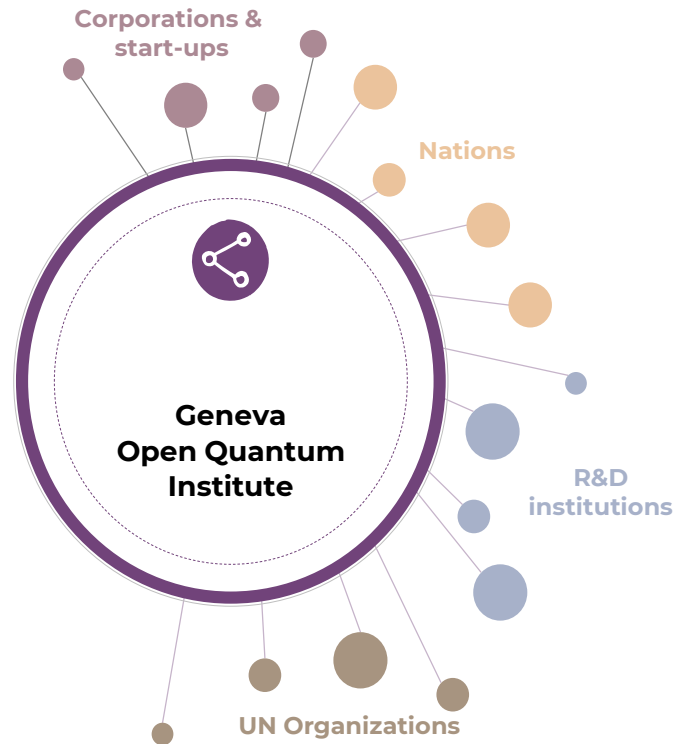 Corporations &
start-ups
Nations
Geneva
Open Quantum
Institute
R&D
institutions
UN Organizations